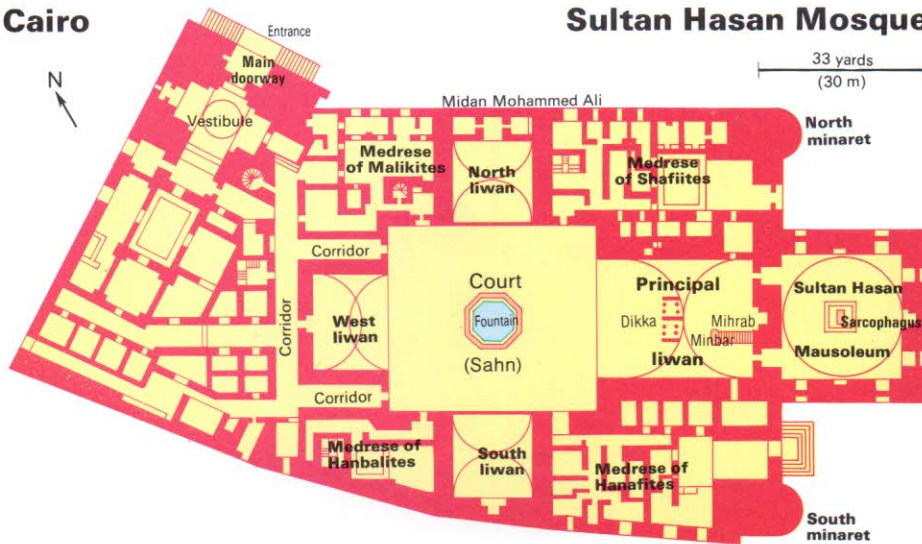 Cairo
Sultan Hasan Mosque
Entrance
N
33 yards
(30 m)
Main
doorway
Midan Mohammed Ali
Vestibule
North
minaret
Medrese
of Malikites
North
liwan
Medrese
of Shafiites
Corridor
Court
Principal
Sultan Hasan
West
liwan
Fountain
Dikka
Mihrab
Minbar
Sarcophagus
Corridor
(Sahn)
liwan
Mausoleum
Corridor
Medrese of
Hanbalites
South
liwan
Medrese of
Hanafites
South
minaret